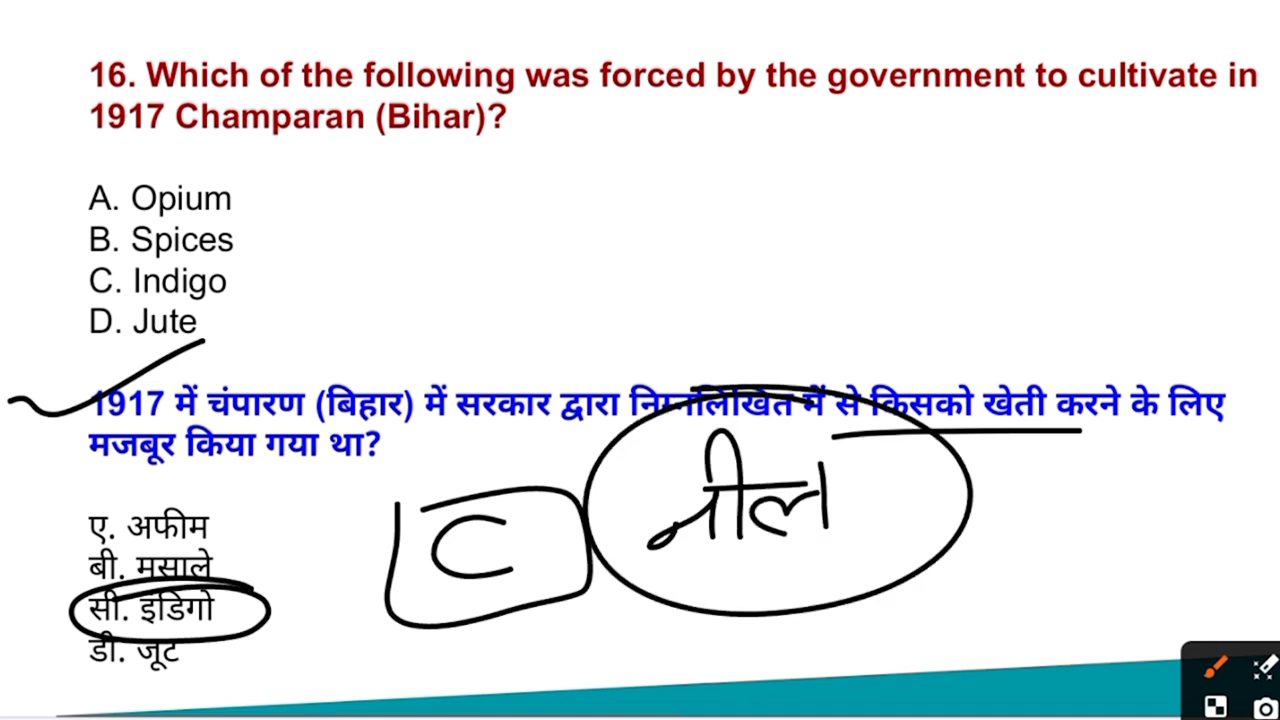 16. Which of the following was forced by the government to cultivate in
1917 Champaran (Bihar)?
A. Opium
B. Spices
C. Indigo
D. Jute
1917 में चंपारण (बिहार) में सरकार द्वारा निम्नलिखित में से किसको खेती करने के लिए
मजबूर किया गया था?
ए. अफीम
बी. मसाले
सी. इंडिगो
डी. जूट
C
नील